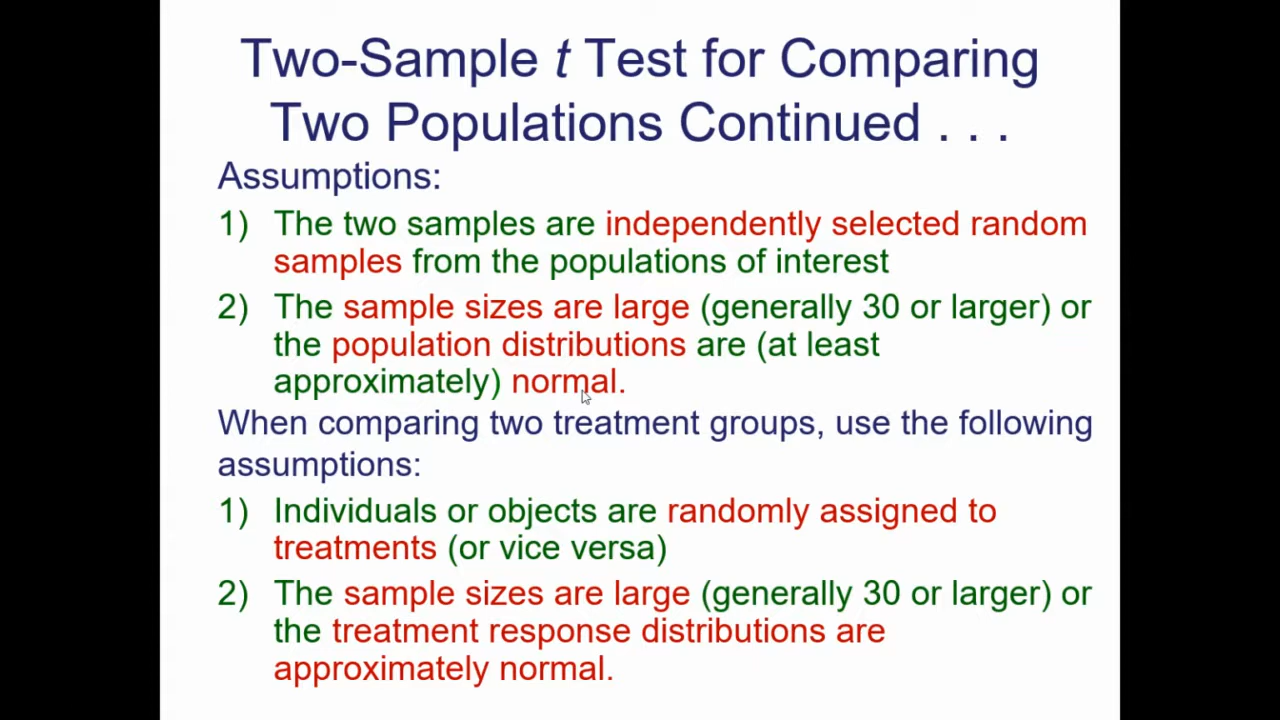 Two-Sample t Test for Comparing
Two Populations Continued . . .
Assumptions:
1) The two samples are independently selected random
samples from the populations of interest
2) The sample sizes are large (generally 30 or larger) or
the population distributions are (at least
approximately) normal.
When comparing two treatment groups, use the following
assumptions:
1) Individuals or objects are randomly assigned to
treatments (or vice versa)
2) The sample sizes are large (generally 30 or larger) or
the treatment response distributions are
approximately normal.